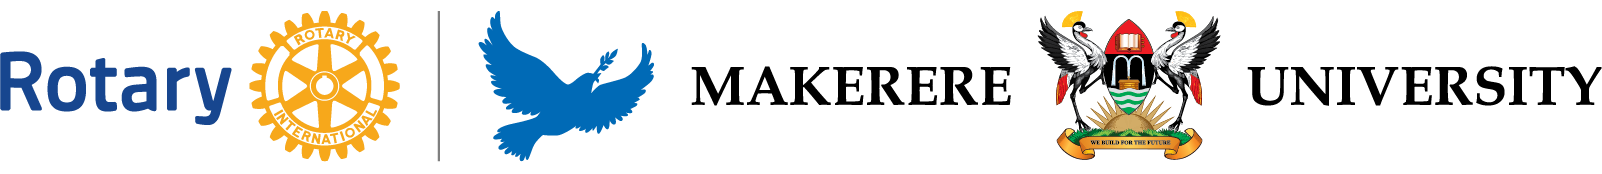 Rotary
ROTARY
INTERNATIONAL
MAKERERE
WE BUILD FOR THE FUTURE
UNIVERSITY